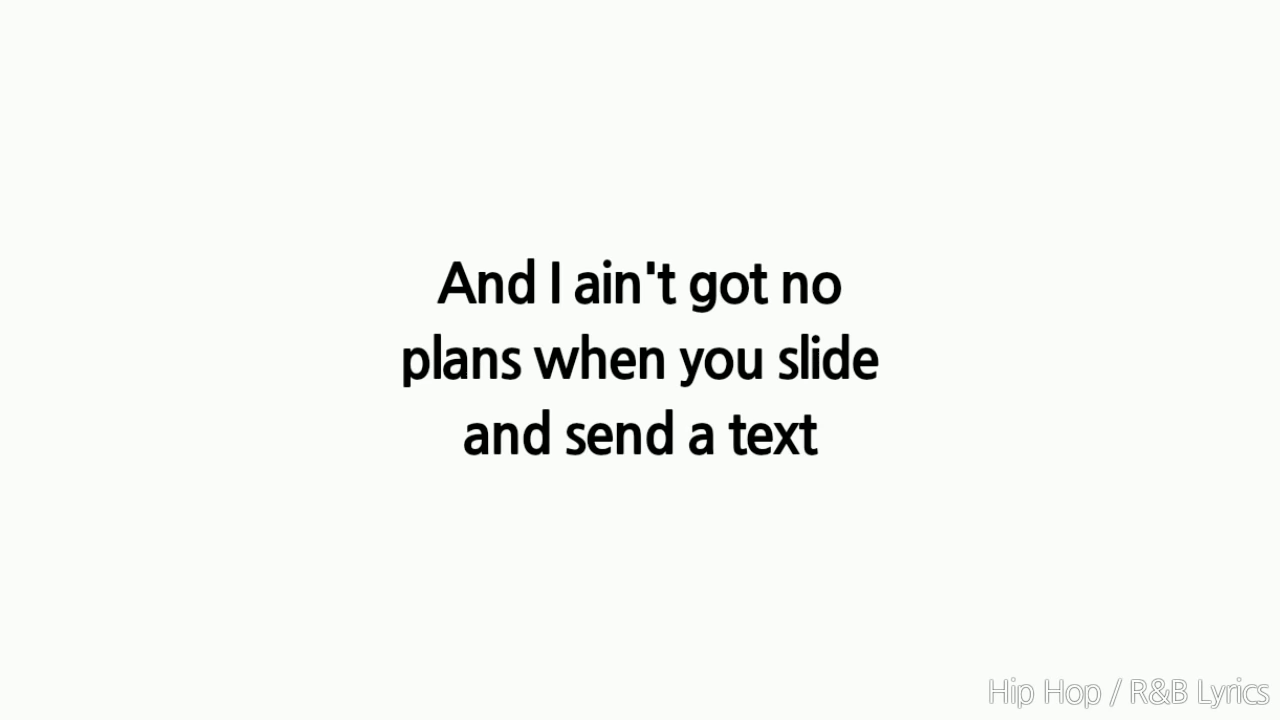 And I ain't got no
plans when you slide
and send a text
Hip Hop / R&B Lyrics